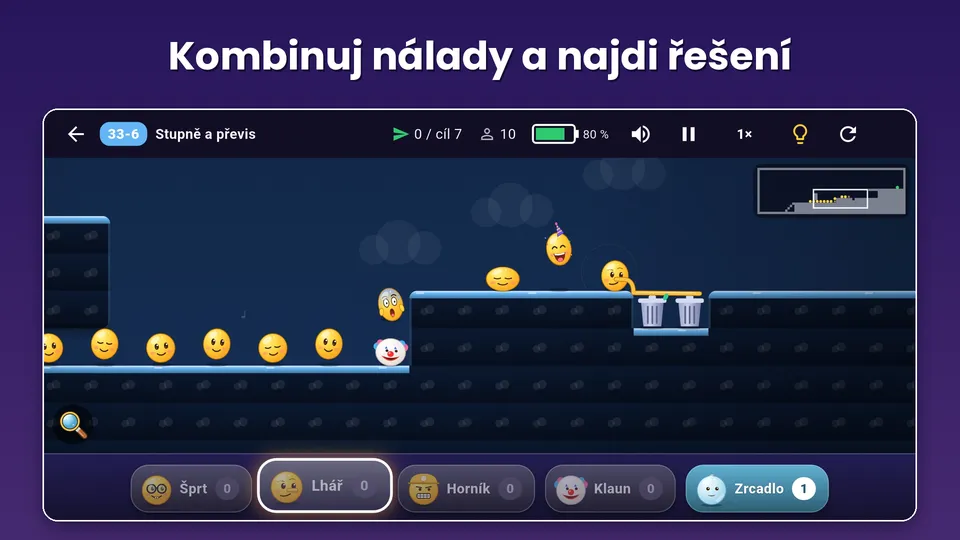 Kombinuj nálady a najdi řešení
33-6 Stupně a převis 0 / cíl 7 10 80 % 1×
Šprt 0 Lhář 0 Horník 0 Klaun 0 Zrcadlo 1